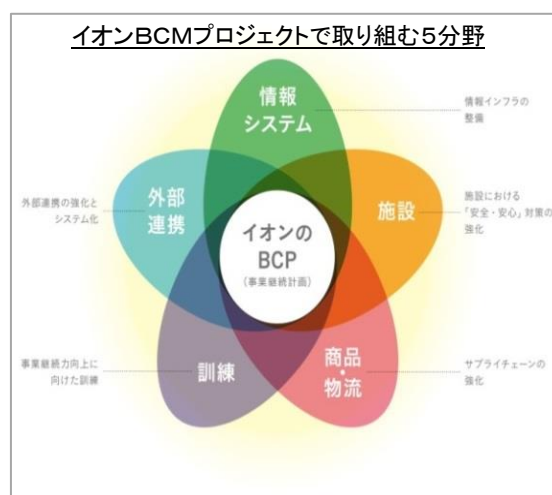 イオンBCMプロジェクトで取り組む5分野
情報
システム
情報インフラの
整備
外部
連携
外部連携の強化と
システム化
施設
施設における
「安全・安心」対策の
強化
イオンの
BCP
(事業継続計画)
訓練
事業継続力向上に
向けた訓練
商品・
物流
サプライチェーンの
強化